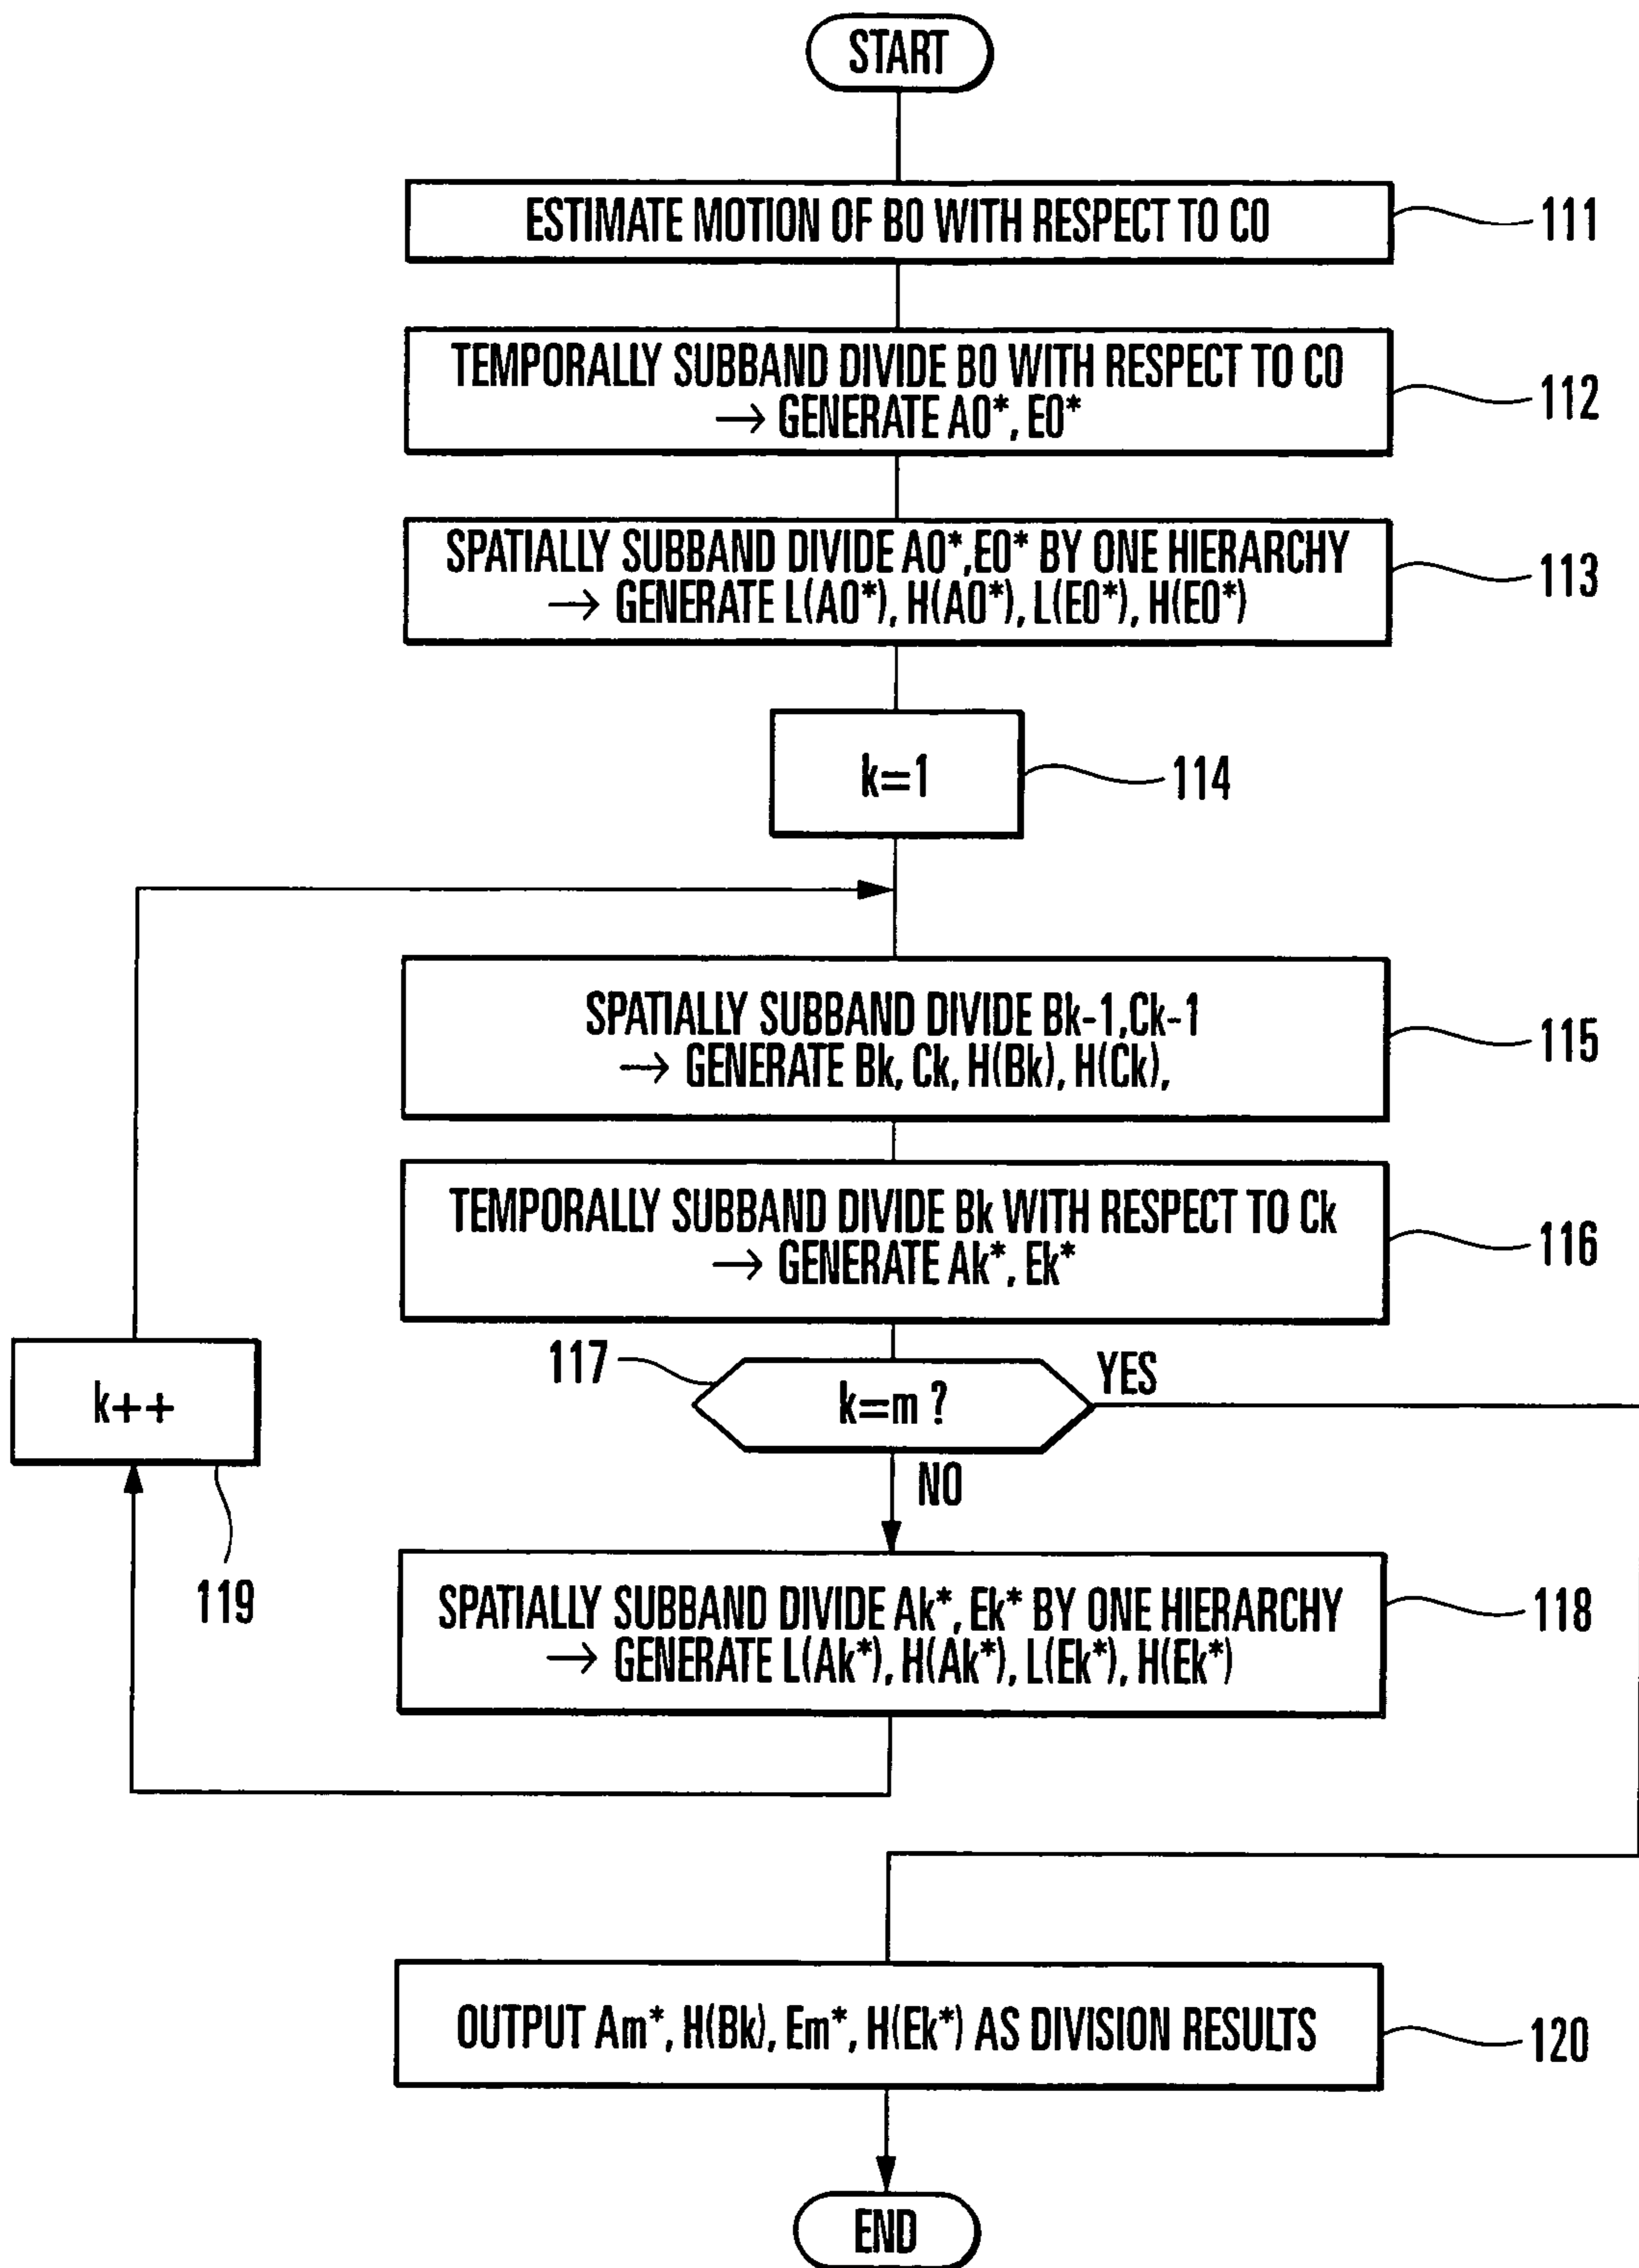 START
ESTIMATE MOTION OF B0 WITH RESPECT TO C0
111
TEMPORALLY SUBBAND DIVIDE B0 WITH RESPECT TO C0
→ GENERATE A0*, E0*
112
SPATIALLY SUBBAND DIVIDE A0*,E0* BY ONE HIERARCHY
→ GENERATE L(A0*), H(A0*), L(E0*), H(E0*)
113
k=1
114
SPATIALLY SUBBAND DIVIDE Bk-1,Ck-1
→ GENERATE Bk, Ck, H(Bk), H(Ck),
115
TEMPORALLY SUBBAND DIVIDE Bk WITH RESPECT TO Ck
→ GENERATE Ak*, Ek*
116
117
k=m ?
YES
NO
k++
119
SPATIALLY SUBBAND DIVIDE Ak*, Ek* BY ONE HIERARCHY
→ GENERATE L(Ak*), H(Ak*), L(Ek*), H(Ek*)
118
OUTPUT Am*, H(Bk), Em*, H(Ek*) AS DIVISION RESULTS
120
END